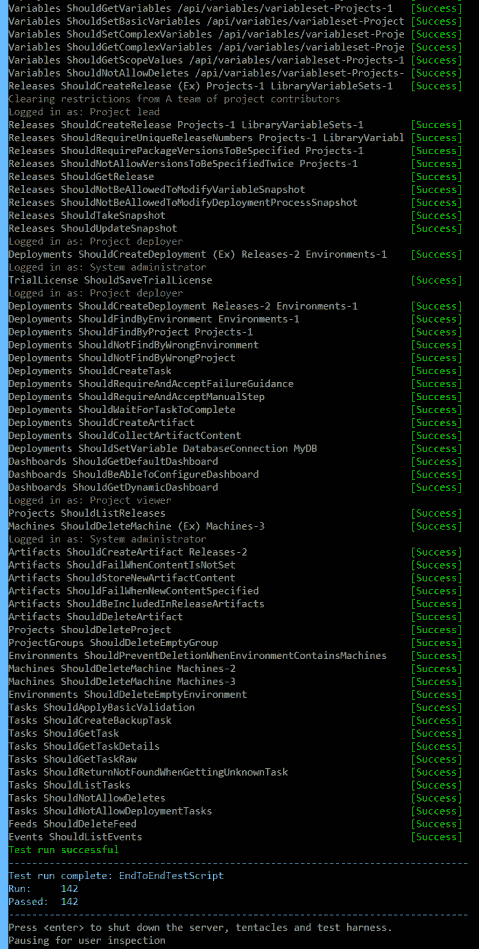 Variables ShouldGetVariables /api/variables/variableset-Projects-1 [Success]
Variables ShouldSetBasicVariables /api/variables/variableset-Project [Success]
Variables ShouldSetComplexVariables /api/variables/variableset-Proje [Success]
Variables ShouldGetComplexVariables /api/variables/variableset-Proje [Success]
Variables ShouldGetScopeValues /api/variables/variableset-Projects-1 [Success]
Variables ShouldNotAllowDeletes /api/variables/variableset-Projects- [Success]
Releases ShouldCreateRelease (Ex) Projects-1 LibraryVariableSets-1 [Success]
Clearing restrictions from A team of project contributors
Logged in as: Project lead
Releases ShouldCreateRelease Projects-1 LibraryVariableSets-1 [Success]
Releases ShouldRequireUniqueReleaseNumbers Projects-1 LibraryVariabl [Success]
Releases ShouldRequirePackageVersionsToBeSpecified Projects-1 [Success]
Releases ShouldNotAllowVersionsToBeSpecifiedTwice Projects-1 [Success]
Releases ShouldGetRelease [Success]
Releases ShouldNotBeAllowedToModifyVariableSnapshot [Success]
Releases ShouldNotBeAllowedToModifyDeploymentProcessSnapshot [Success]
Releases ShouldTakeSnapshot [Success]
Releases ShouldUpdateSnapshot [Success]
Logged in as: Project deployer
Deployments ShouldCreateDeployment (Ex) Releases-2 Environments-1 [Success]
Logged in as: System administrator
TrialLicense ShouldSaveTrialLicense [Success]
Logged in as: Project deployer
Deployments ShouldCreateDeployment Releases-2 Environments-1 [Success]
Deployments ShouldFindByEnvironment Environments-1 [Success]
Deployments ShouldFindByProject Projects-1 [Success]
Deployments ShouldNotFindByWrongEnvironment [Success]
Deployments ShouldNotFindByWrongProject [Success]
Deployments ShouldCreateTask [Success]
Deployments ShouldRequireAndAcceptFailureGuidance [Success]
Deployments ShouldRequireAndAcceptManualStep [Success]
Deployments ShouldWaitForTaskToComplete [Success]
Deployments ShouldCreateArtifact [Success]
Deployments ShouldCollectArtifactContent [Success]
Deployments ShouldSetVariable DatabaseConnection MyDB [Success]
Dashboards ShouldGetDefaultDashboard [Success]
Dashboards ShouldBeAbleToConfigureDashboard [Success]
Dashboards ShouldGetDynamicDashboard [Success]
Logged in as: Project viewer
Projects ShouldListReleases [Success]
Machines ShouldDeleteMachine (Ex) Machines-3 [Success]
Logged in as: System administrator
Artifacts ShouldCreateArtifact Releases-2 [Success]
Artifacts ShouldFailWhenContentIsNotSet [Success]
Artifacts ShouldStoreNewArtifactContent [Success]
Artifacts ShouldFailWhenNewContentSpecified [Success]
Artifacts ShouldBeIncludedInReleaseArtifacts [Success]
Artifacts ShouldDeleteArtifact [Success]
Projects ShouldDeleteProject [Success]
ProjectGroups ShouldDeleteEmptyGroup [Success]
Environments ShouldPreventDeletionWhenEnvironmentContainsMachines [Success]
Machines ShouldDeleteMachine Machines-2 [Success]
Machines ShouldDeleteMachine Machines-3 [Success]
Environments ShouldDeleteEmptyEnvironment [Success]
Tasks ShouldApplyBasicValidation [Success]
Tasks ShouldCreateBackupTask [Success]
Tasks ShouldGetTask [Success]
Tasks ShouldGetTaskDetails [Success]
Tasks ShouldGetTaskRaw [Success]
Tasks ShouldReturnNotFoundWhenGettingUnknownTask [Success]
Tasks ShouldListTasks [Success]
Tasks ShouldNotAllowDeletes [Success]
Tasks ShouldNotAllowDeploymentTasks [Success]
Feeds ShouldDeleteFeed [Success]
Events ShouldListEvents [Success]
Test run successful
-------------------------------------------------------------------------------
Test run complete: EndToEndTestScript
Run: 142
Passed: 142
-------------------------------------------------------------------------------
Press <enter> to shut down the server, tentacles and test harness.
Pausing for user inspection